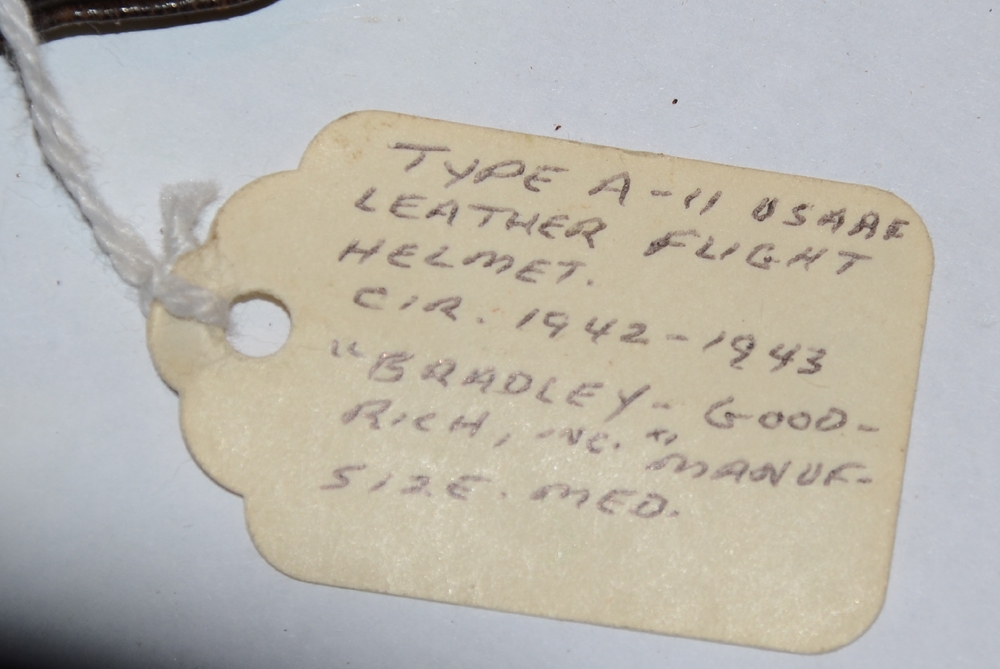 TYPE A-11 USAAF
LEATHER FLIGHT
HELMET.
CIR. 1942-1943
"BRADLEY-GOOD-
RICH, INC." MANUF-
SIZE. MED.